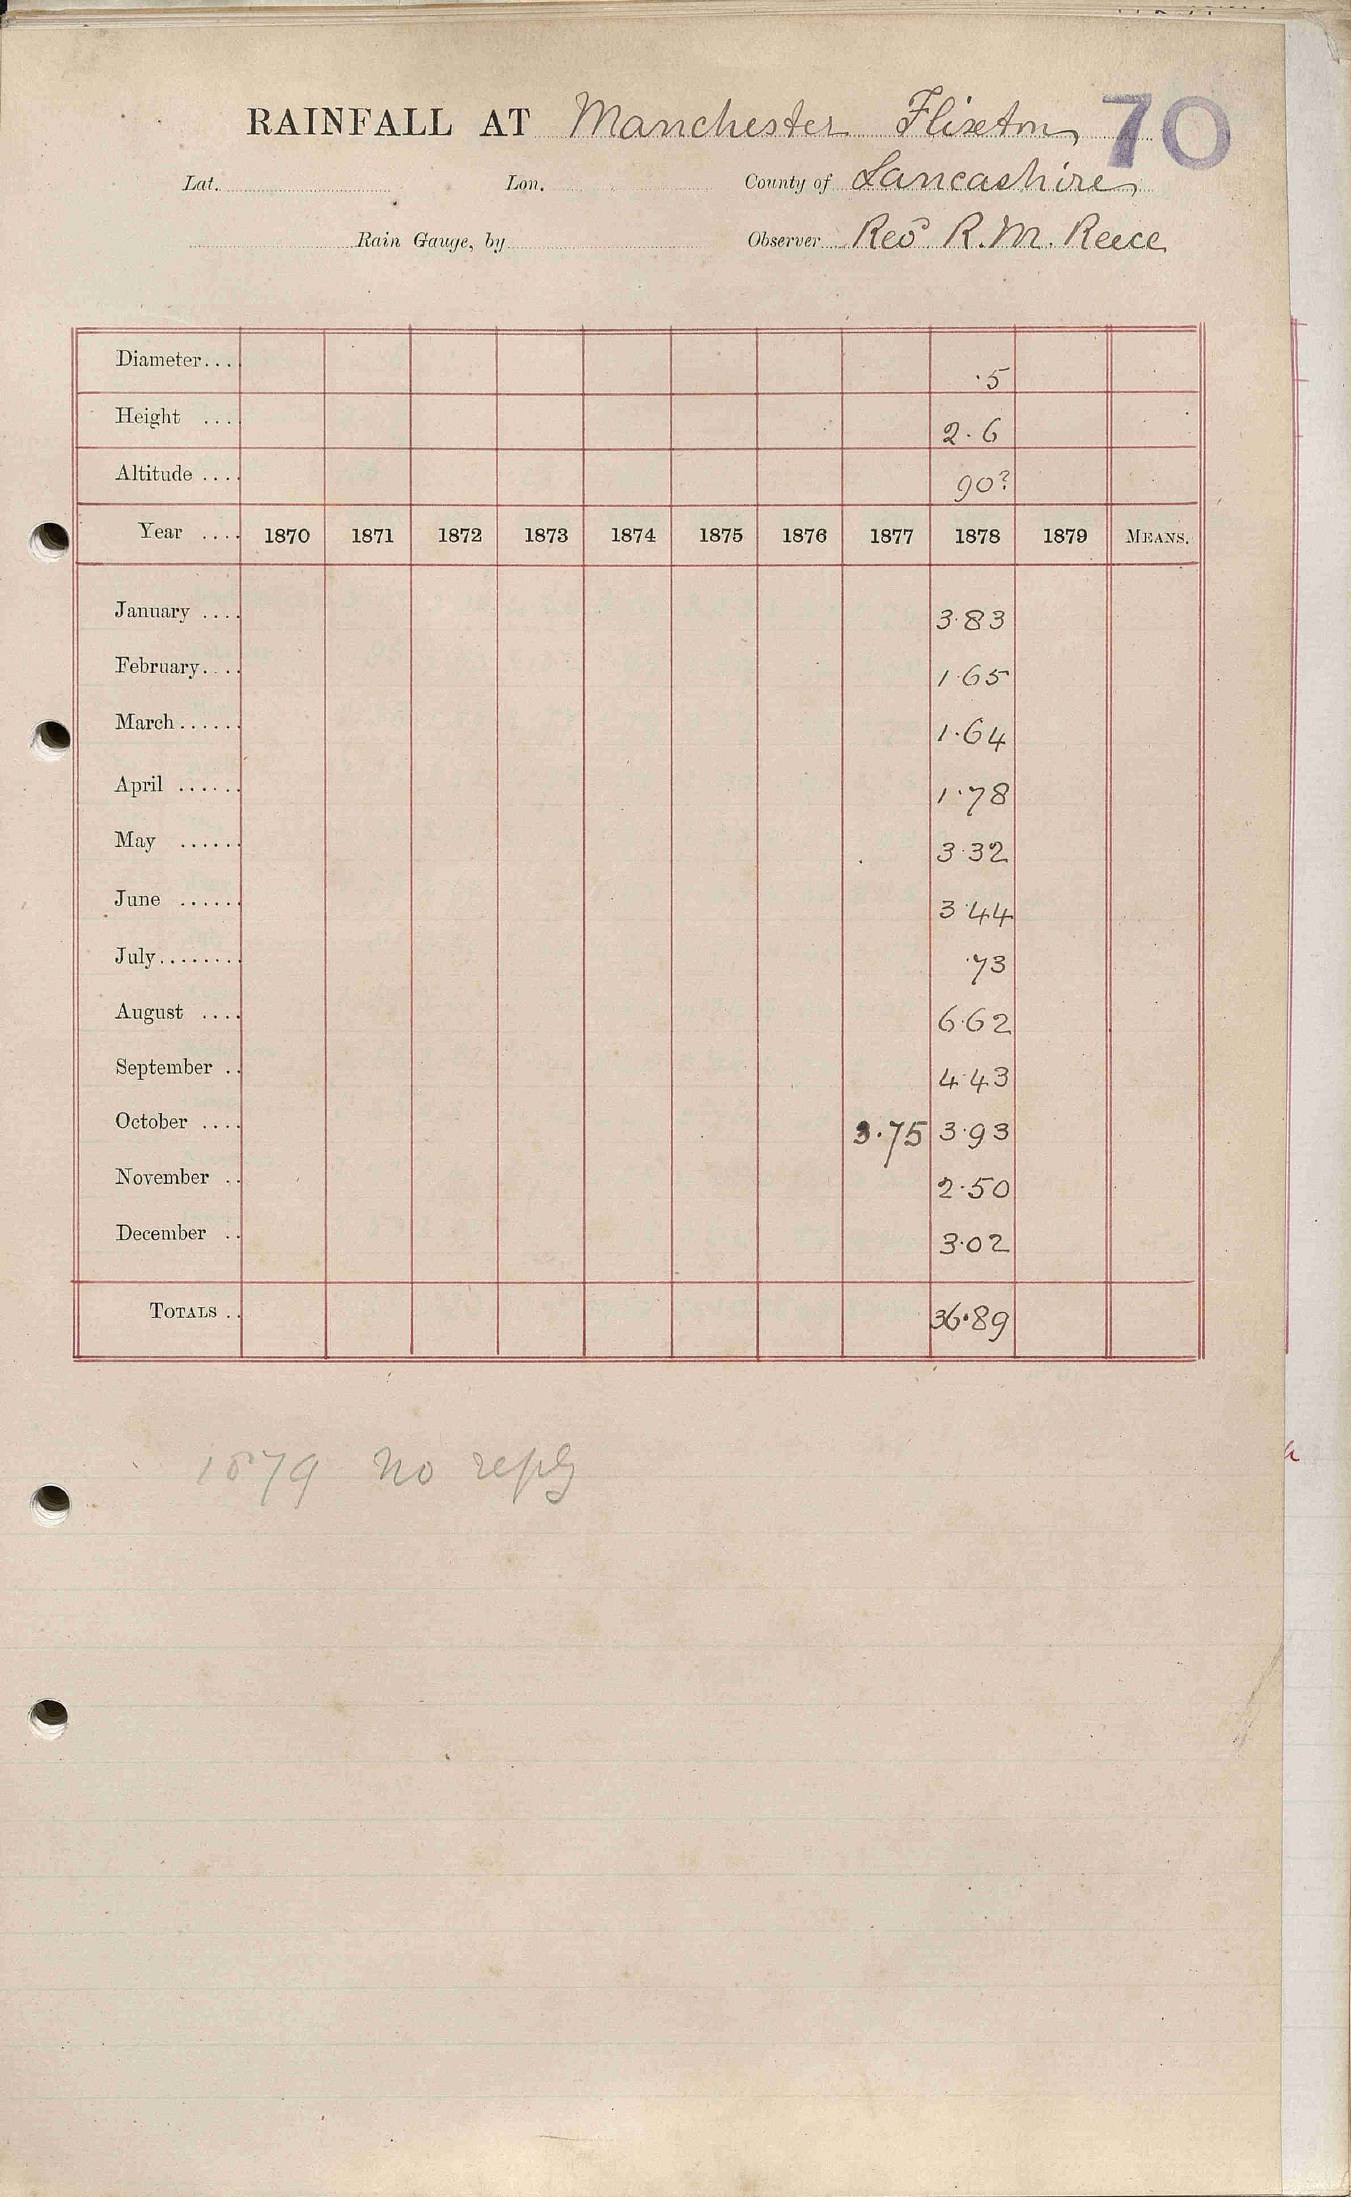 RAINFALL AT Manchester Flixton, 70
Lat. Lon. County of Lancashire,
Rain Gauge, by Observer Revd R. M. Reece
Diameter.... ·5
Height .... 2·6
Altitude .... 90?
Year .... 1870 1871 1872 1873 1874 1875 1876 1877 1878 1879 MEANS.
January .... 3·83
February.... 1·65
March...... 1·64
April ...... 1·78
May ...... 3·32
June ...... 3·44
July........ ·73
August .... 6·62
September .. 4·43
October .... 3·75 3·93
November .. 2·50
December .. 3·02
TOTALS .. 36·89
1879 no reply